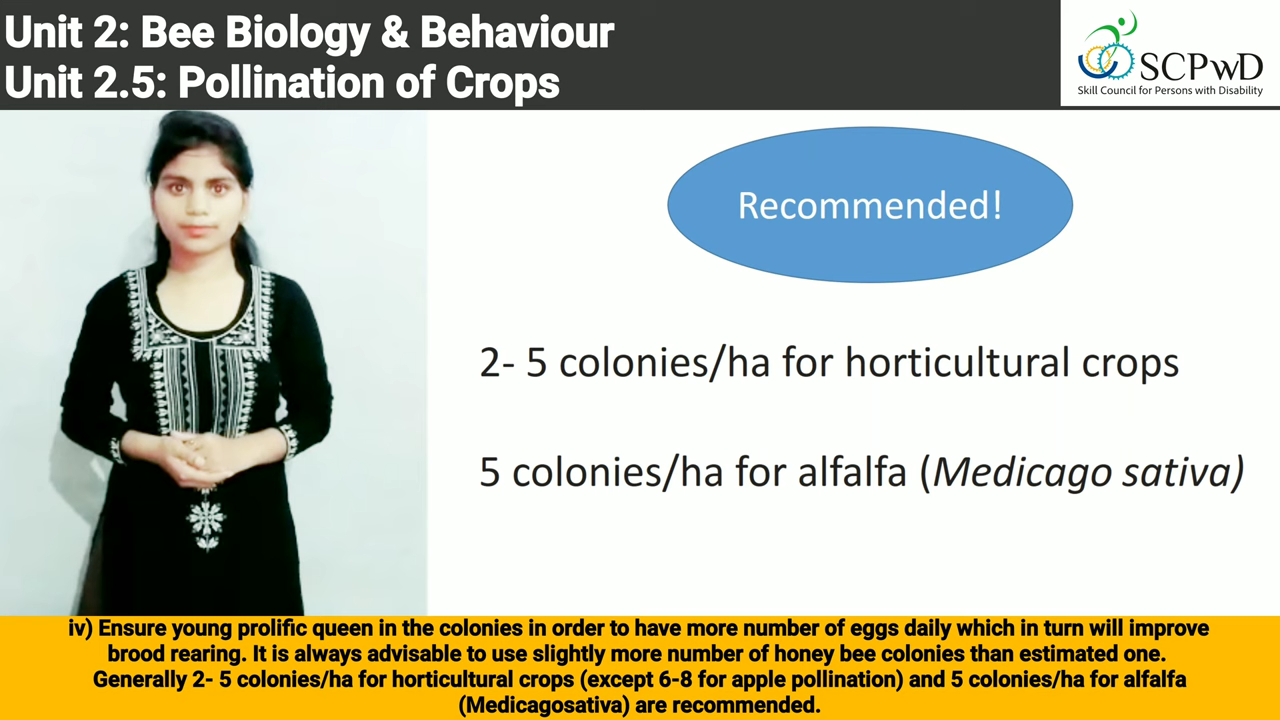 Unit 2: Bee Biology & Behaviour
Unit 2.5: Pollination of Crops
SCPwD
Skill Council for Persons with Disability
Recommended!
2- 5 colonies/ha for horticultural crops
5 colonies/ha for alfalfa (Medicago sativa)
iv) Ensure young prolific queen in the colonies in order to have more number of eggs daily which in turn will improve
brood rearing. It is always advisable to use slightly more number of honey bee colonies than estimated one.
Generally 2- 5 colonies/ha for horticultural crops (except 6-8 for apple pollination) and 5 colonies/ha for alfalfa
(Medicagosativa) are recommended.